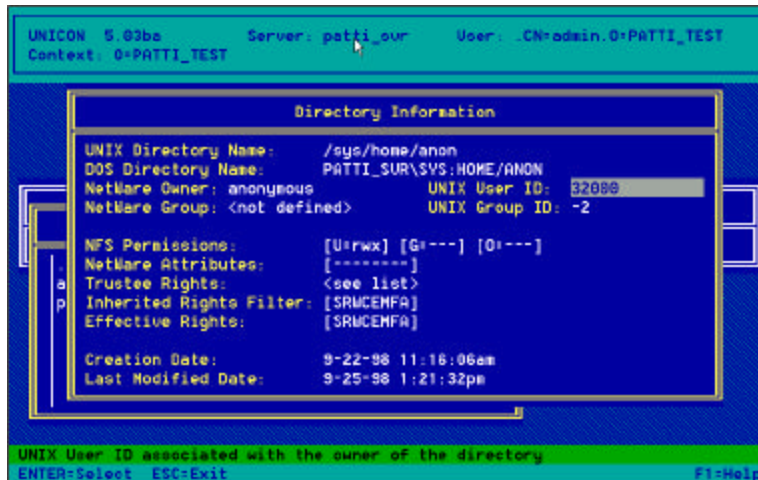 UNICON 5.03ba Server: patti_svr User: .CN=admin.O=PATTI_TEST
Context: O=PATTI_TEST
Directory Information
UNIX Directory Name: /sys/home/anon
DOS Directory Name: PATTI_SVR\SYS:HOME/ANON
NetWare Owner: anonymous UNIX User ID: 32000
NetWare Group: <not defined> UNIX Group ID: -2
NFS Permissions: [U=rwx] [G=---] [O=---]
NetWare Attributes: [--------]
Trustee Rights: <see list>
Inherited Rights Filter: [SRWCEMFA]
Effective Rights: [SRWCEMFA]
Creation Date: 9-22-98 11:16:06am
Last Modified Date: 9-25-98 1:21:32pm
UNIX User ID associated with the owner of the directory
ENTER=Select ESC=Exit F1=Help